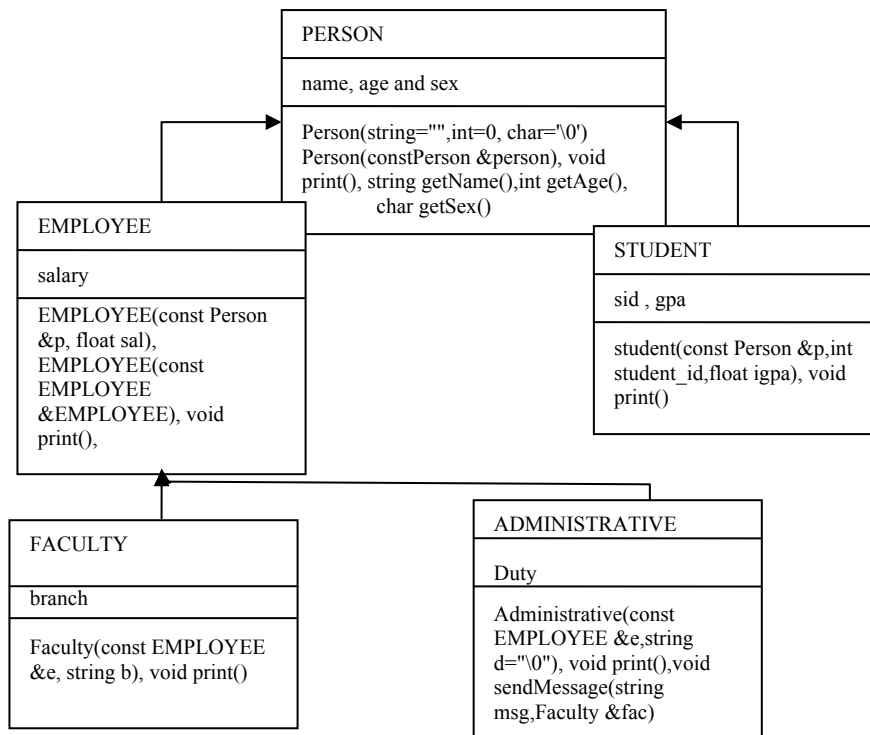 PERSON
name, age and sex
Person(string="",int=0, char='\0')
Person(constPerson &person), void
print(), string getName(),int getAge(),
char getSex()
EMPLOYEE
salary
EMPLOYEE(const Person
&p, float sal),
EMPLOYEE(const
EMPLOYEE
&EMPLOYEE), void
print(),
STUDENT
sid , gpa
student(const Person &p,int
student_id,float igpa), void
print()
FACULTY
branch
Faculty(const EMPLOYEE
&e, string b), void print()
ADMINISTRATIVE
Duty
Administrative(const
EMPLOYEE &e,string
d="\0"), void print(),void
sendMessage(string
msg,Faculty &fac)